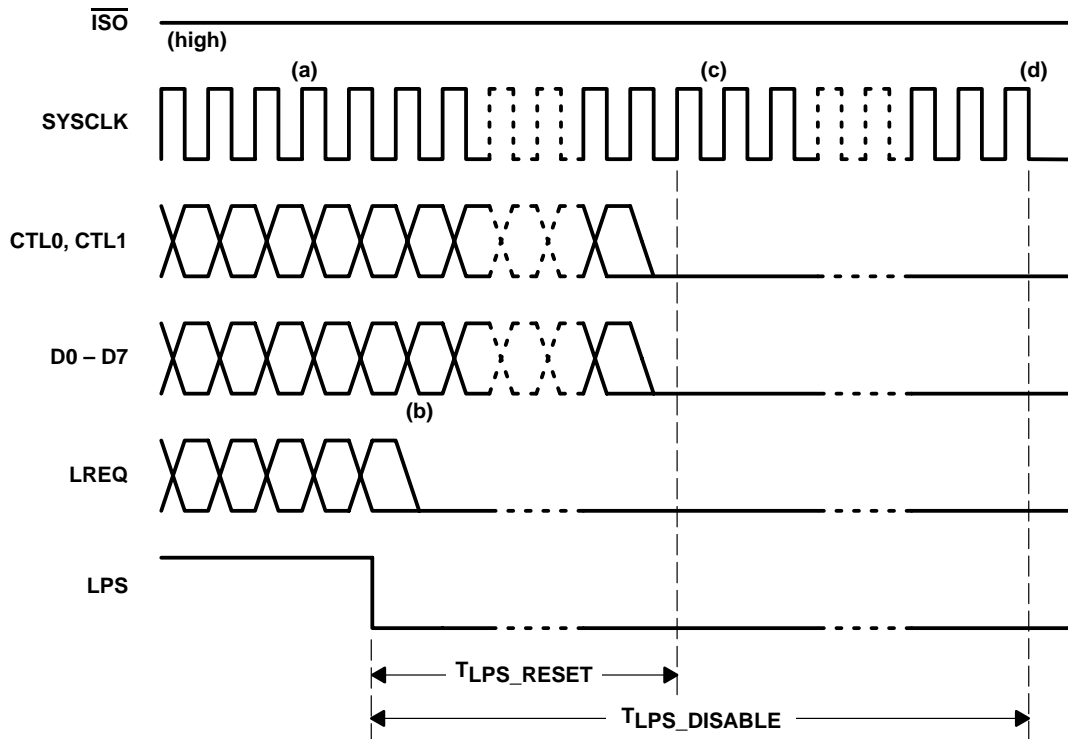 ISO
(high)
(a) (c) (d)
SYSCLK
CTL0, CTL1
D0 – D7
(b)
LREQ
LPS
TLPS_RESET
TLPS_DISABLE